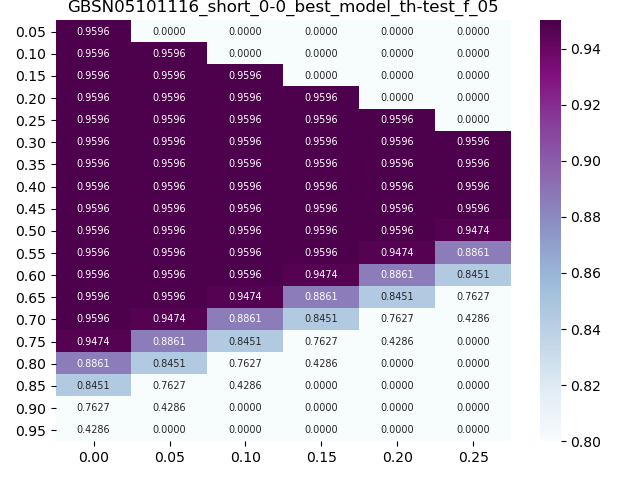 GBSN05101116_short_0-0_best_model_th-test_f_05
0.05 0.9596 0.0000 0.0000 0.0000 0.0000 0.0000
0.10 0.9596 0.9596 0.0000 0.0000 0.0000 0.0000
0.15 0.9596 0.9596 0.9596 0.0000 0.0000 0.0000
0.20 0.9596 0.9596 0.9596 0.9596 0.0000 0.0000
0.25 0.9596 0.9596 0.9596 0.9596 0.9596 0.0000
0.30 0.9596 0.9596 0.9596 0.9596 0.9596 0.9596
0.35 0.9596 0.9596 0.9596 0.9596 0.9596 0.9596
0.40 0.9596 0.9596 0.9596 0.9596 0.9596 0.9596
0.45 0.9596 0.9596 0.9596 0.9596 0.9596 0.9596
0.50 0.9596 0.9596 0.9596 0.9596 0.9596 0.9474
0.55 0.9596 0.9596 0.9596 0.9596 0.9474 0.8861
0.60 0.9596 0.9596 0.9596 0.9474 0.8861 0.8451
0.65 0.9596 0.9596 0.9474 0.8861 0.8451 0.7627
0.70 0.9596 0.9474 0.8861 0.8451 0.7627 0.4286
0.75 0.9474 0.8861 0.8451 0.7627 0.4286 0.0000
0.80 0.8861 0.8451 0.7627 0.4286 0.0000 0.0000
0.85 0.8451 0.7627 0.4286 0.0000 0.0000 0.0000
0.90 0.7627 0.4286 0.0000 0.0000 0.0000 0.0000
0.95 0.4286 0.0000 0.0000 0.0000 0.0000 0.0000
0.00 0.05 0.10 0.15 0.20 0.25
0.94
0.92
0.90
0.88
0.86
0.84
0.82
0.80